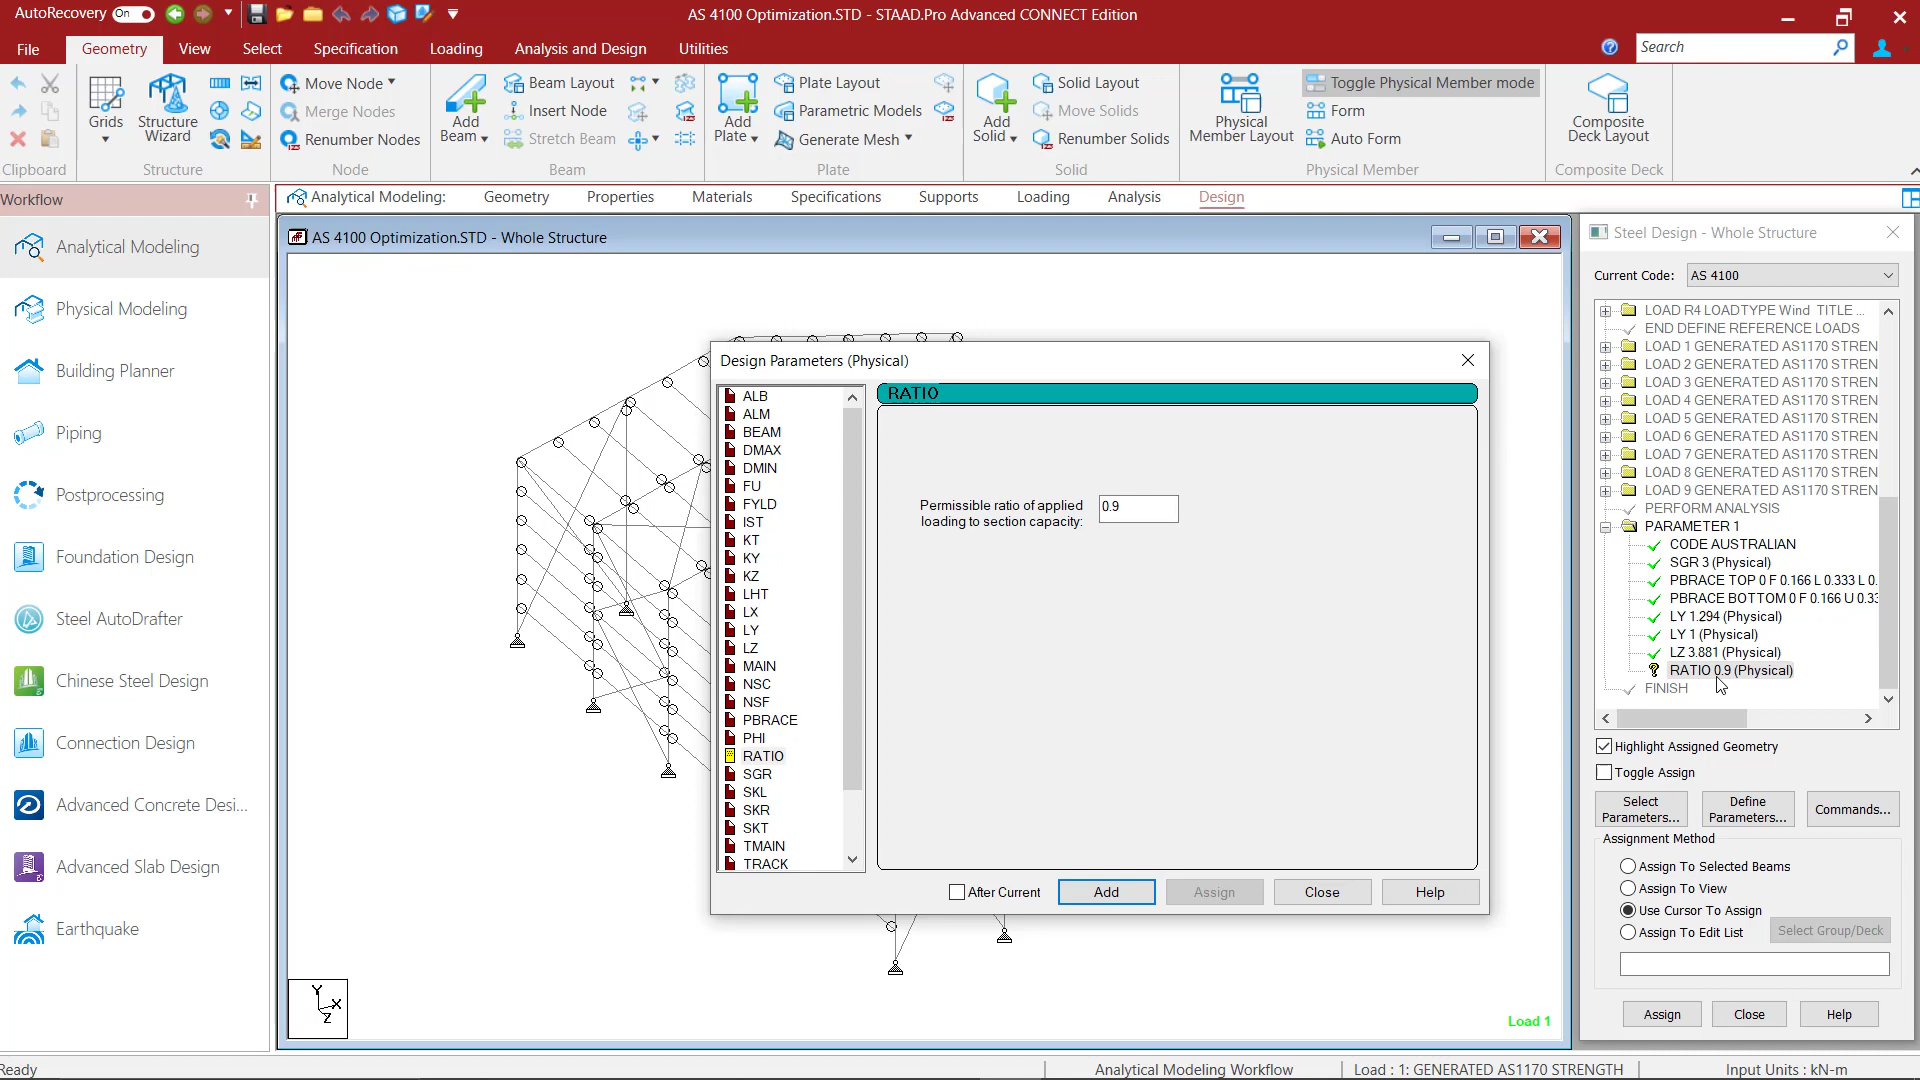 AutoRecovery On
AS 4100 Optimization.STD - STAAD.Pro Advanced CONNECT Edition
File Geometry View Select Specification Loading Analysis and Design Utilities
Search
Grids
Structure Wizard
Move Node
Merge Nodes
Renumber Nodes
Add Beam
Beam Layout
Insert Node
Stretch Beam
Add Plate
Plate Layout
Parametric Models
Generate Mesh
Add Solid
Solid Layout
Move Solids
Renumber Solids
Physical Member Layout
Toggle Physical Member mode
Form
Auto Form
Composite Deck Layout
Clipboard Structure Node Beam Plate Solid Physical Member Composite Deck
Workflow
Analytical Modeling
Physical Modeling
Building Planner
Piping
Postprocessing
Foundation Design
Steel AutoDrafter
Chinese Steel Design
Connection Design
Advanced Concrete Desi...
Advanced Slab Design
Earthquake
Analytical Modeling: Geometry Properties Materials Specifications Supports Loading Analysis Design
AS 4100 Optimization.STD - Whole Structure
Design Parameters (Physical)
ALB
ALM
BEAM
DMAX
DMIN
FU
FYLD
IST
KT
KY
KZ
LHT
LX
LY
LZ
MAIN
NSC
NSF
PBRACE
PHI
RATIO
SGR
SKL
SKR
SKT
TMAIN
TRACK
RATIO
Permissible ratio of applied
loading to section capacity:
0.9
After Current Add Assign Close Help
Y
X
Z
Load 1
Steel Design - Whole Structure
Current Code: AS 4100
LOAD R4 LOADTYPE Wind TITLE ...
END DEFINE REFERENCE LOADS
LOAD 1 GENERATED AS1170 STREN
LOAD 2 GENERATED AS1170 STREN
LOAD 3 GENERATED AS1170 STREN
LOAD 4 GENERATED AS1170 STREN
LOAD 5 GENERATED AS1170 STREN
LOAD 6 GENERATED AS1170 STREN
LOAD 7 GENERATED AS1170 STREN
LOAD 8 GENERATED AS1170 STREN
LOAD 9 GENERATED AS1170 STREN
PERFORM ANALYSIS
PARAMETER 1
CODE AUSTRALIAN
SGR 3 (Physical)
PBRACE TOP 0 F 0.166 L 0.333 L 0.
PBRACE BOTTOM 0 F 0.166 U 0.33
LY 1.294 (Physical)
LY 1 (Physical)
LZ 3.881 (Physical)
RATIO 0.9 (Physical)
FINISH
Highlight Assigned Geometry
Toggle Assign
Select Parameters...
Define Parameters...
Commands...
Assignment Method
Assign To Selected Beams
Assign To View
Use Cursor To Assign
Assign To Edit List
Select Group/Deck
Assign Close Help
Ready
Analytical Modeling Workflow
Load : 1: GENERATED AS1170 STRENGTH
Input Units : kN-m